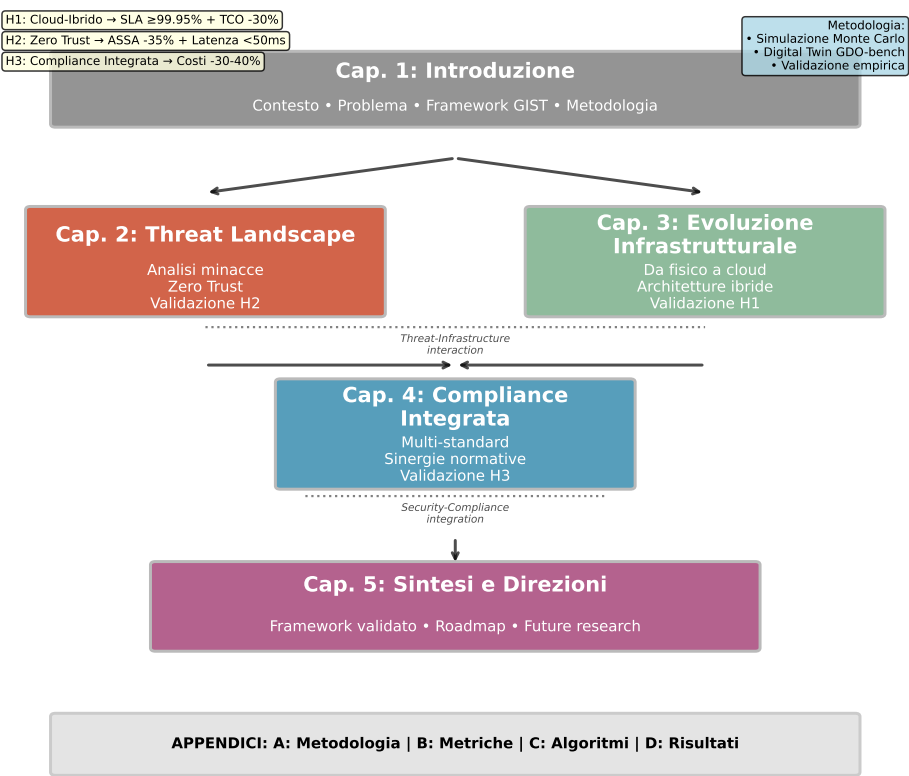 H1: Cloud-Ibrido → SLA ≥99.95% + TCO -30%
H2: Zero Trust → ASSA -35% + Latenza <50ms
H3: Compliance Integrata → Costi -30-40%
Metodologia:
• Simulazione Monte Carlo
• Digital Twin GDO-bench
• Validazione empirica
Cap. 1: Introduzione
Contesto • Problema • Framework GIST • Metodologia
Cap. 2: Threat Landscape
Analisi minacce
Zero Trust
Validazione H2
Cap. 3: Evoluzione
Infrastrutturale
Da fisico a cloud
Architetture ibride
Validazione H1
Threat-Infrastructure
interaction
Cap. 4: Compliance
Integrata
Multi-standard
Sinergie normative
Validazione H3
Security-Compliance
integration
Cap. 5: Sintesi e Direzioni
Framework validato • Roadmap • Future research
APPENDICI: A: Metodologia | B: Metriche | C: Algoritmi | D: Risultati